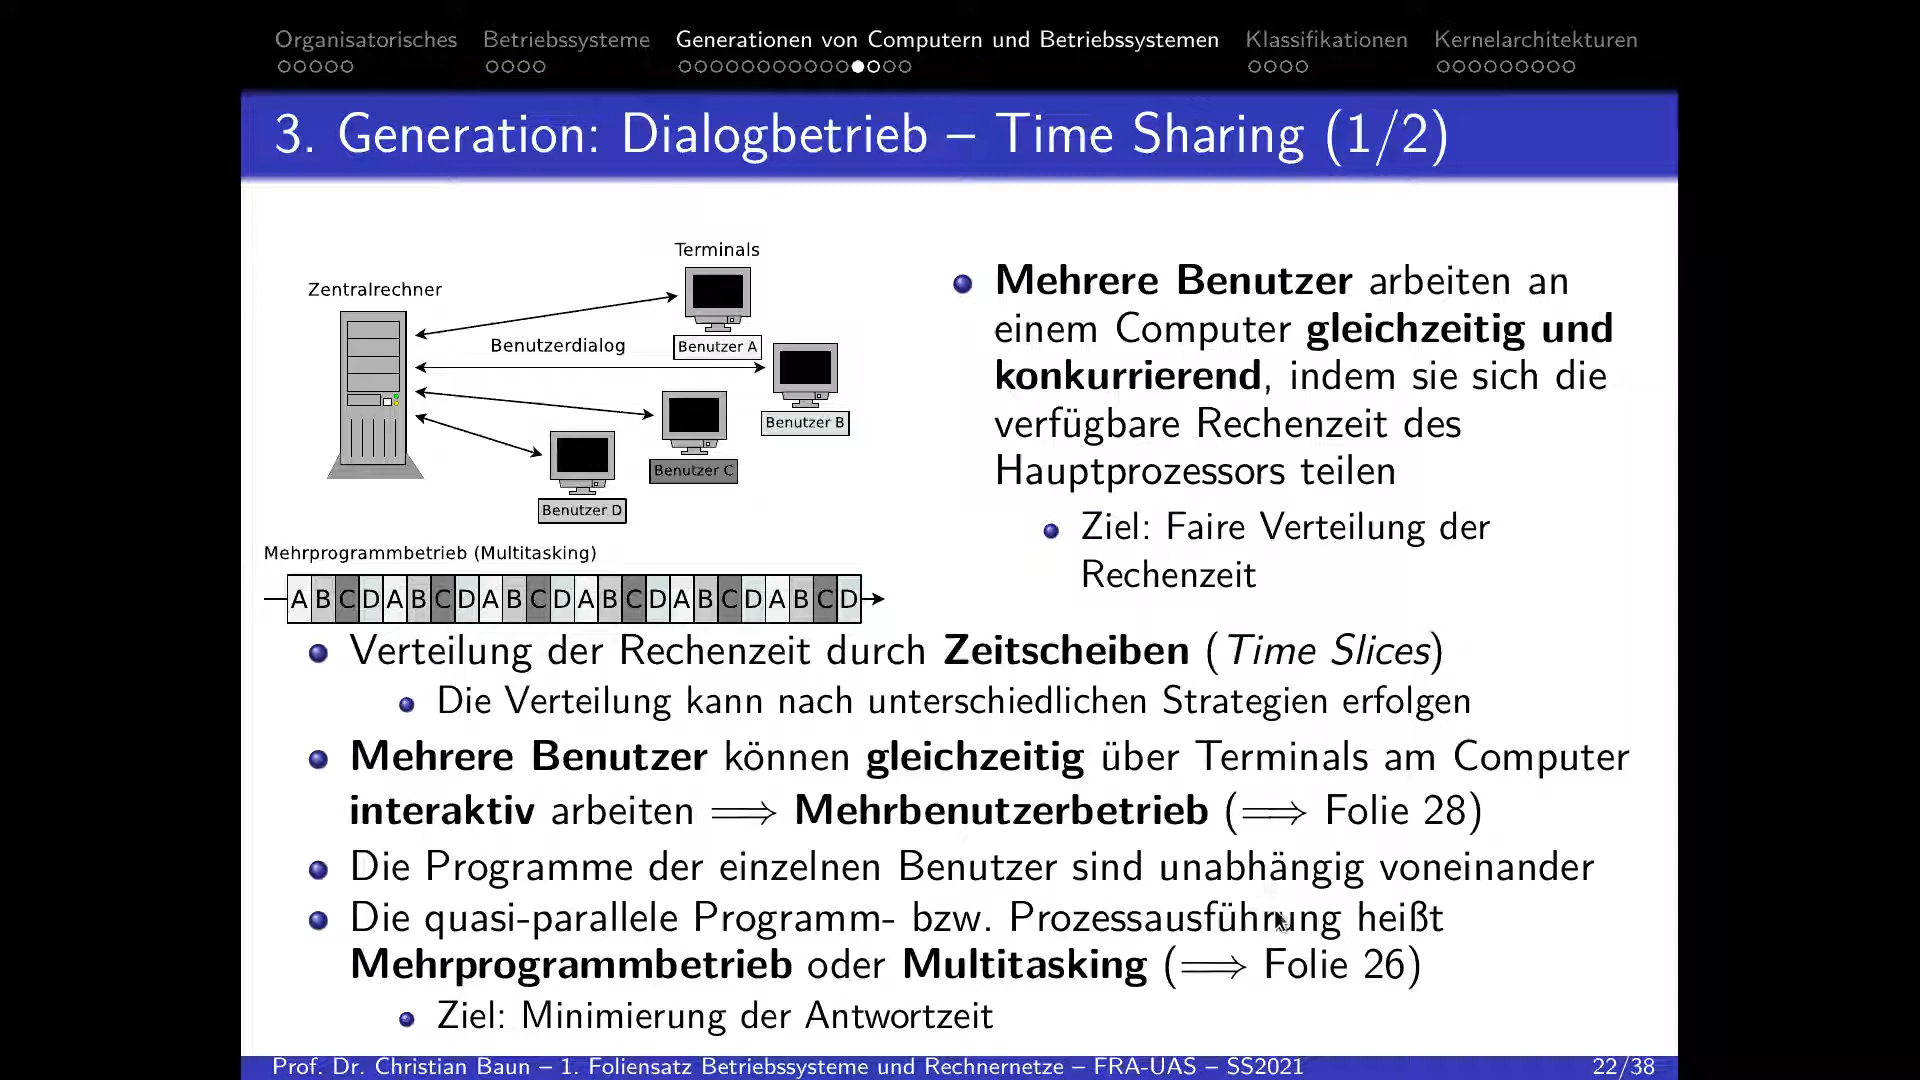 Organisatorisches Betriebssysteme Generationen von Computern und Betriebssystemen Klassifikationen Kernelarchitekturen
3. Generation: Dialogbetrieb – Time Sharing (1/2)
Terminals
Zentralrechner
Benutzerdialog
Benutzer A
Benutzer B
Benutzer C
Benutzer D
Mehrprogrammbetrieb (Multitasking)
A B C D A B C D A B C D A B C D A B C D A B C D
Mehrere Benutzer arbeiten an
einem Computer gleichzeitig und
konkurrierend, indem sie sich die
verfügbare Rechenzeit des
Hauptprozessors teilen
Ziel: Faire Verteilung der
Rechenzeit
Verteilung der Rechenzeit durch Zeitscheiben (Time Slices)
Die Verteilung kann nach unterschiedlichen Strategien erfolgen
Mehrere Benutzer können gleichzeitig über Terminals am Computer
interaktiv arbeiten ⟹ Mehrbenutzerbetrieb (⟹ Folie 28)
Die Programme der einzelnen Benutzer sind unabhängig voneinander
Die quasi-parallele Programm- bzw. Prozessausführung heißt
Mehrprogrammbetrieb oder Multitasking (⟹ Folie 26)
Ziel: Minimierung der Antwortzeit
Prof. Dr. Christian Baun – 1. Foliensatz Betriebssysteme und Rechnernetze – FRA-UAS – SS2021 22/38